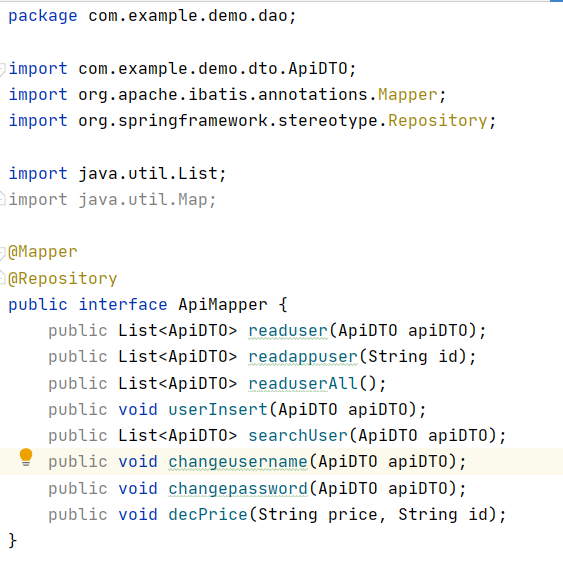 package com.example.demo.dao;
import com.example.demo.dto.ApiDTO;
import org.apache.ibatis.annotations.Mapper;
import org.springframework.stereotype.Repository;
import java.util.List;
import java.util.Map;
@Mapper
@Repository
public interface ApiMapper {
    public List<ApiDTO> readuser(ApiDTO apiDTO);
    public List<ApiDTO> readappuser(String id);
    public List<ApiDTO> readuserAll();
    public void userInsert(ApiDTO apiDTO);
    public List<ApiDTO> searchUser(ApiDTO apiDTO);
    public void changeusername(ApiDTO apiDTO);
    public void changepassword(ApiDTO apiDTO);
    public void decPrice(String price, String id);
}